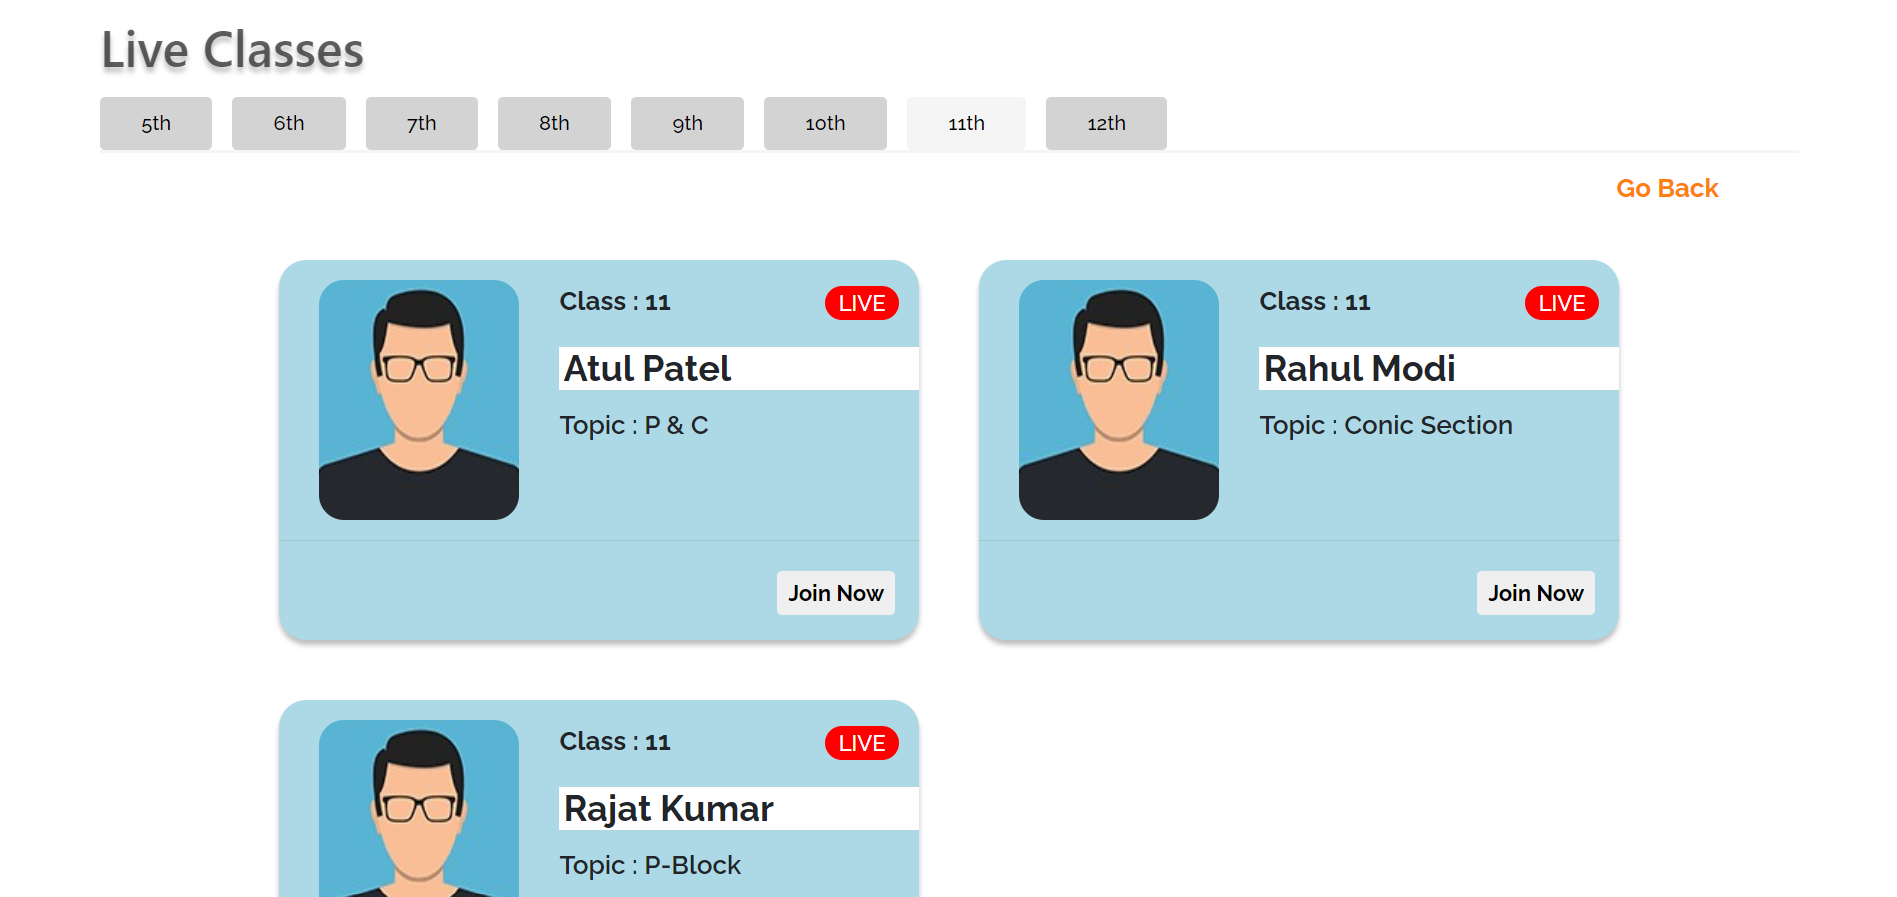 Live Classes
5th 6th 7th 8th 9th 10th 11th 12th
Go Back
Class : 11 LIVE
Atul Patel
Topic : P & C
Join Now
Class : 11 LIVE
Rahul Modi
Topic : Conic Section
Join Now
Class : 11 LIVE
Rajat Kumar
Topic : P-Block